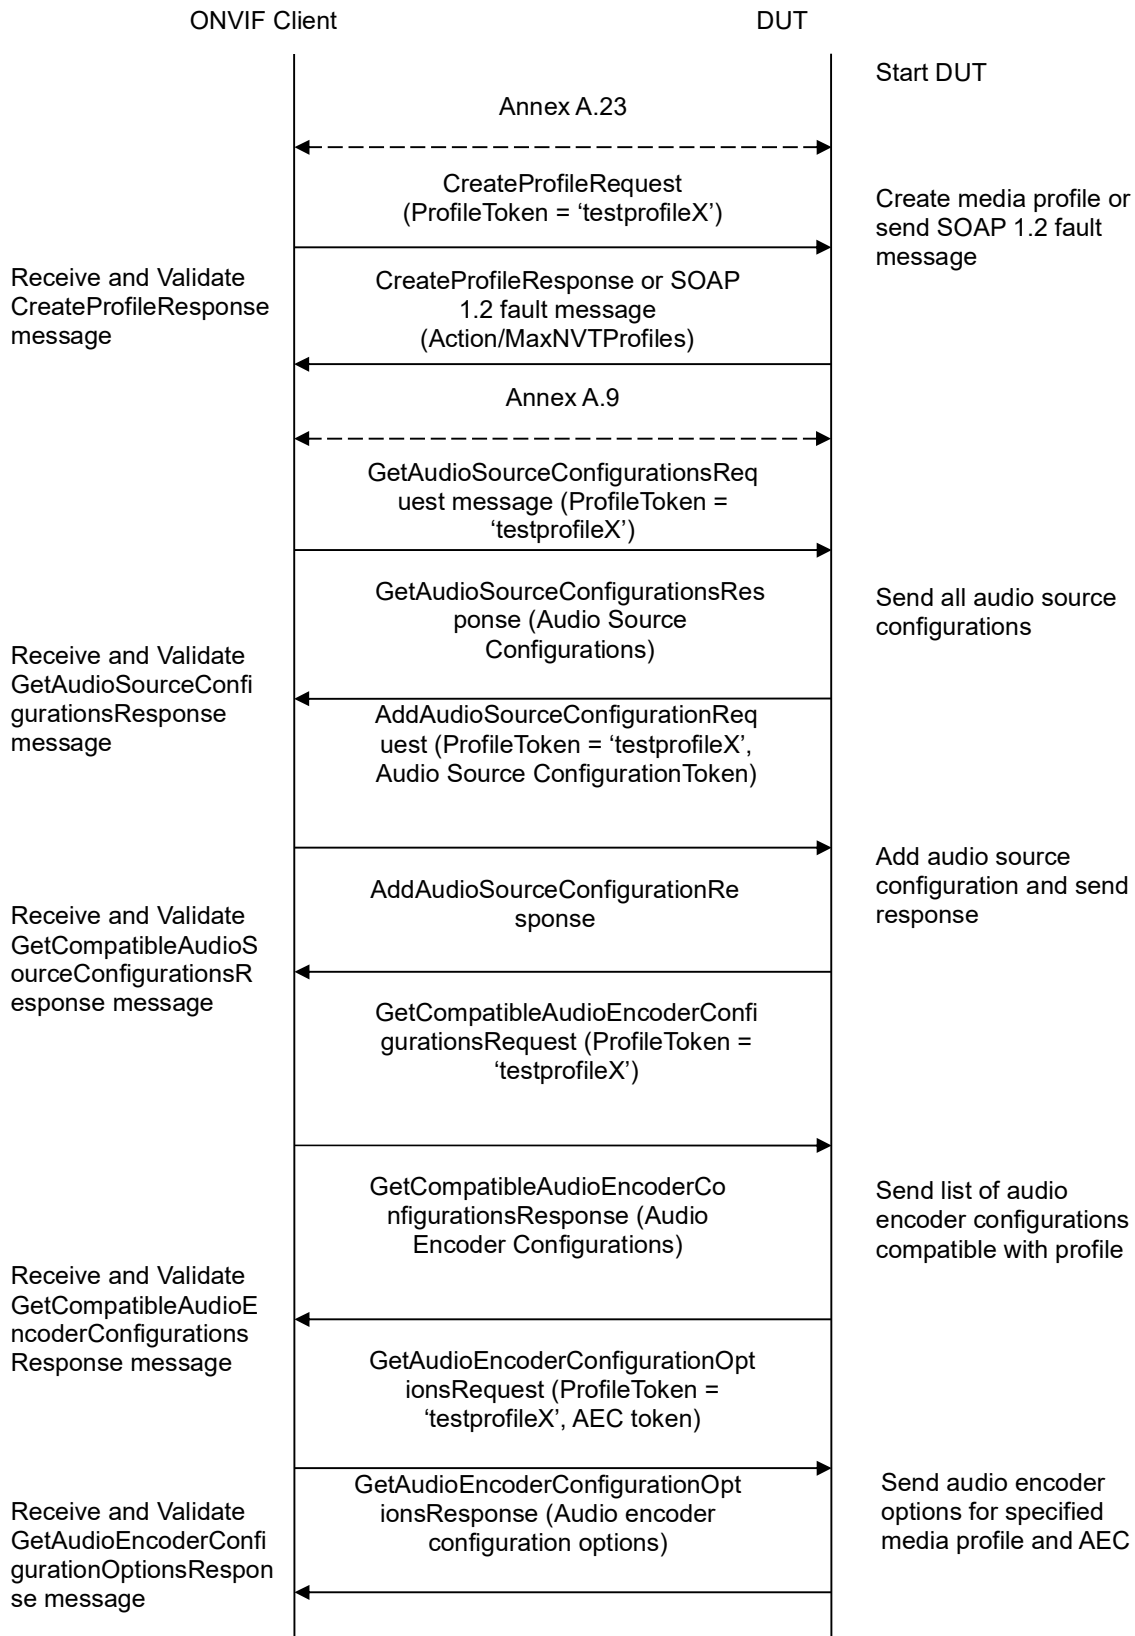 ONVIF Client
DUT
Start DUT
Annex A.23
CreateProfileRequest
(ProfileToken = ‘testprofileX’)
Create media profile or
send SOAP 1.2 fault
message
Receive and Validate
CreateProfileResponse
message
CreateProfileResponse or SOAP
1.2 fault message
(Action/MaxNVTProfiles)
Annex A.9
GetAudioSourceConfigurationsReq
uest message (ProfileToken =
‘testprofileX’)
GetAudioSourceConfigurationsRes
ponse (Audio Source
Configurations)
Send all audio source
configurations
Receive and Validate
GetAudioSourceConfi
gurationsResponse
message
AddAudioSourceConfigurationReq
uest (ProfileToken = ‘testprofileX’,
Audio Source ConfigurationToken)
Add audio source
configuration and send
response
AddAudioSourceConfigurationRe
sponse
Receive and Validate
GetCompatibleAudioS
ourceConfigurationsR
esponse message
GetCompatibleAudioEncoderConfi
gurationsRequest (ProfileToken =
‘testprofileX’)
GetCompatibleAudioEncoderCo
nfigurationsResponse (Audio
Encoder Configurations)
Send list of audio
encoder configurations
compatible with profile
Receive and Validate
GetCompatibleAudioE
ncoderConfigurations
Response message
GetAudioEncoderConfigurationOpt
ionsRequest (ProfileToken =
‘testprofileX’, AEC token)
GetAudioEncoderConfigurationOpt
ionsResponse (Audio encoder
configuration options)
Send audio encoder
options for specified
media profile and AEC
Receive and Validate
GetAudioEncoderConfi
gurationOptionsRespon
se message